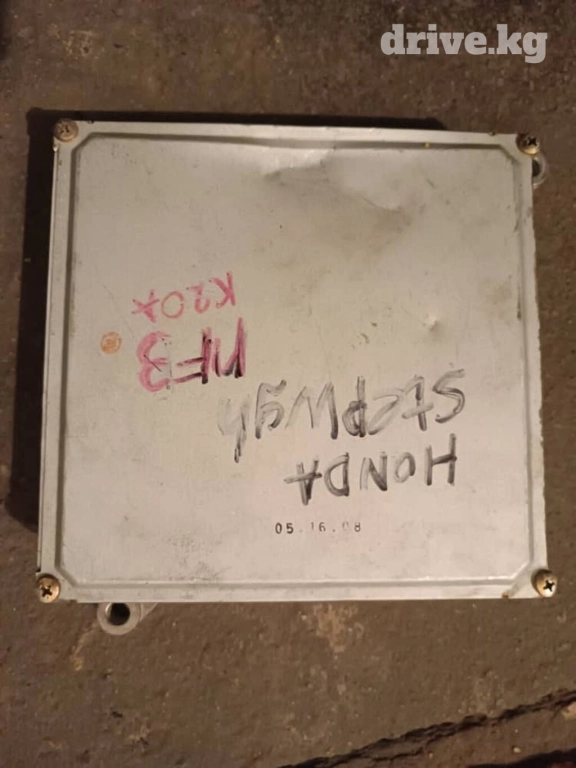 drive.kg
HONDA
Stepwgn
RF3
K20A
05.16.08